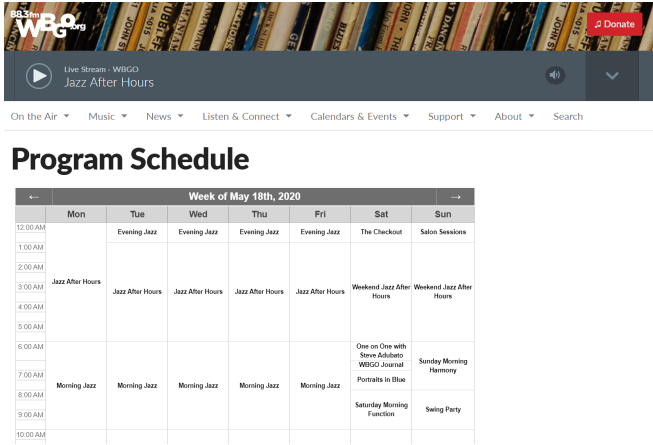 88.3fm
WBGO.org
Donate
Live Stream - WBGO
Jazz After Hours
On the Air Music News Listen & Connect Calendars & Events Support About Search
Program Schedule
← Week of May 18th, 2020 →
Mon Tue Wed Thu Fri Sat Sun
12:00 AM Evening Jazz Evening Jazz Evening Jazz Evening Jazz The Checkout Salon Sessions
1:00 AM
2:00 AM
Jazz After Hours
3:00 AM Jazz After Hours Jazz After Hours Jazz After Hours Jazz After Hours Weekend Jazz After Weekend Jazz After
Hours Hours
4:00 AM
5:00 AM
6:00 AM One on One with
Steve Adubato
WBGO Journal Sunday Morning
Harmony
7:00 AM Portraits in Blue
Morning Jazz Morning Jazz Morning Jazz Morning Jazz Morning Jazz
8:00 AM
Saturday Morning
Function Swing Party
9:00 AM
10:00 AM